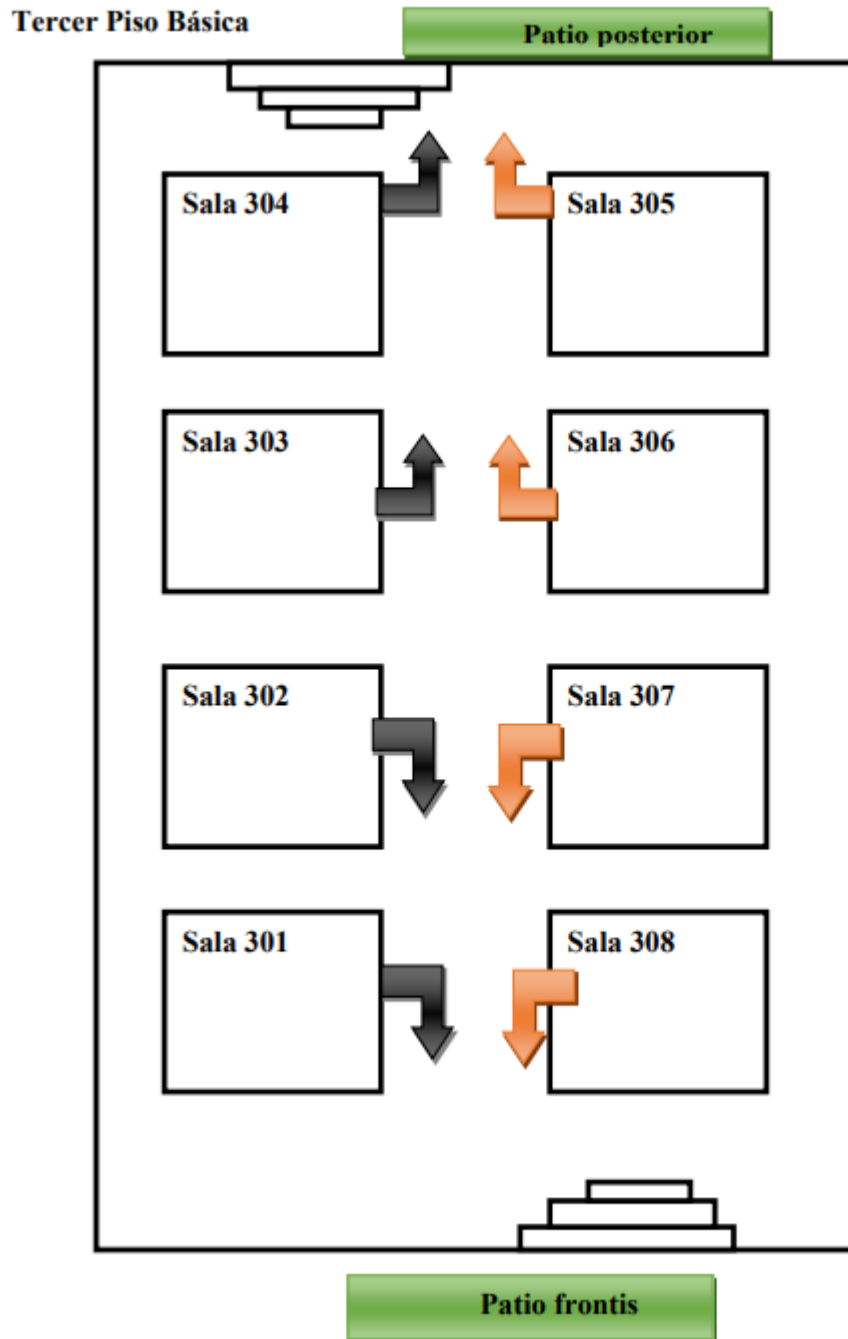 Tercer Piso Básica
Patio posterior
Sala 304
Sala 305
Sala 303
Sala 306
Sala 302
Sala 307
Sala 301
Sala 308
Patio frontis